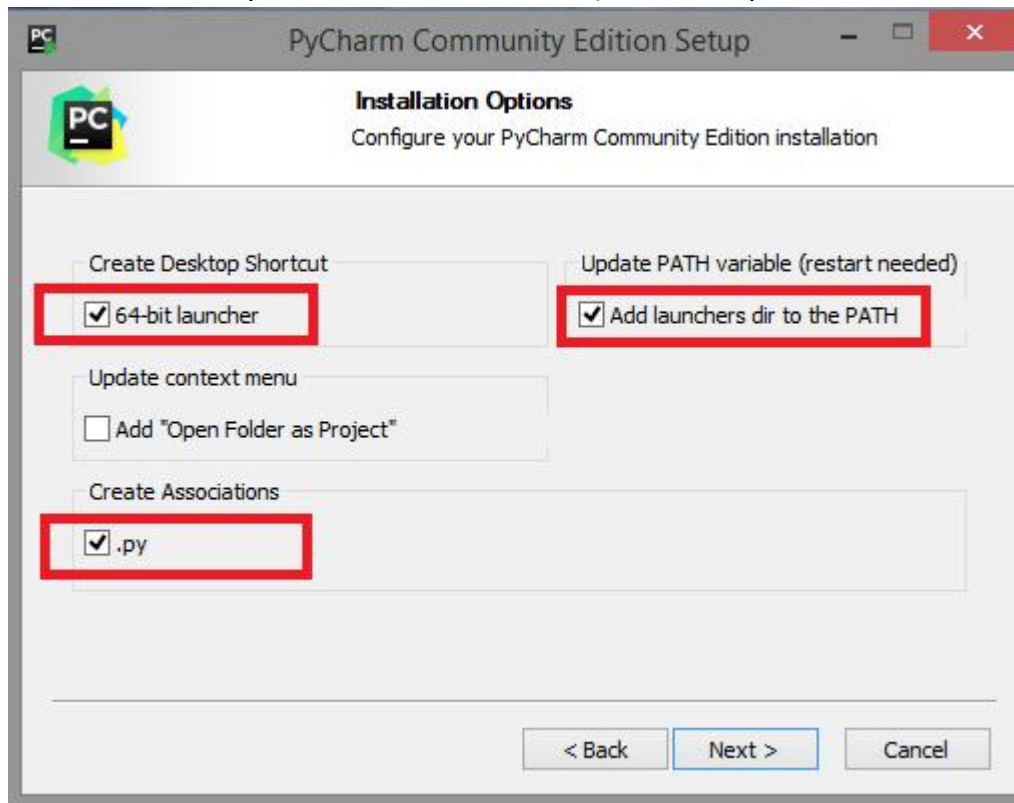 PC
PyCharm Community Edition Setup
PC
Installation Options
Configure your PyCharm Community Edition installation
Create Desktop Shortcut
Update PATH variable (restart needed)
64-bit launcher
Add launchers dir to the PATH
Update context menu
Add "Open Folder as Project"
Create Associations
.py
< Back
Next >
Cancel